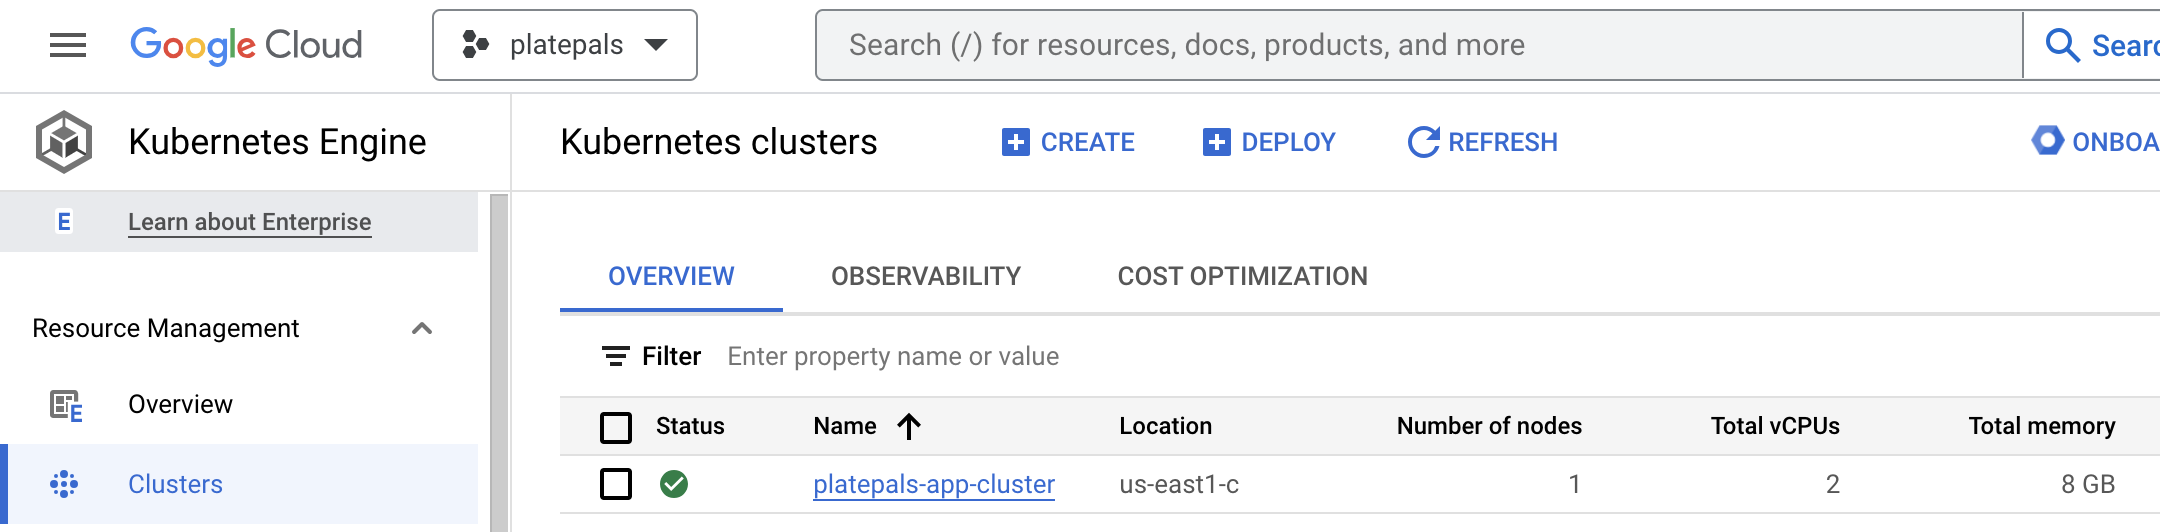 Google Cloud
platepals
Search (/) for resources, docs, products, and more
Kubernetes Engine
Kubernetes clusters
CREATE
DEPLOY
REFRESH
E
Learn about Enterprise
OVERVIEW
OBSERVABILITY
COST OPTIMIZATION
Resource Management
Filter
Enter property name or value
E
Overview
Clusters
Status
Name
Location
Number of nodes
Total vCPUs
Total memory
platepals-app-cluster
us-east1-c
1
2
8 GB